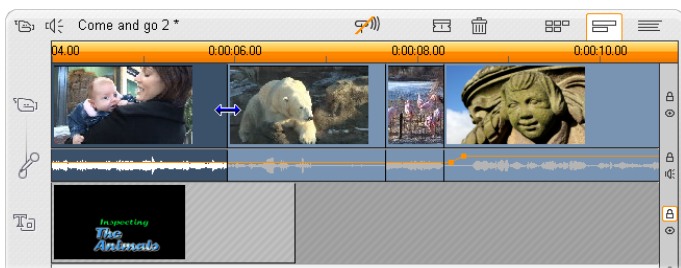 Come and go 2 *
04.00 0:00:06.00 0:00:08.00 0:00:10.00
Inspecting
The
Animals
T